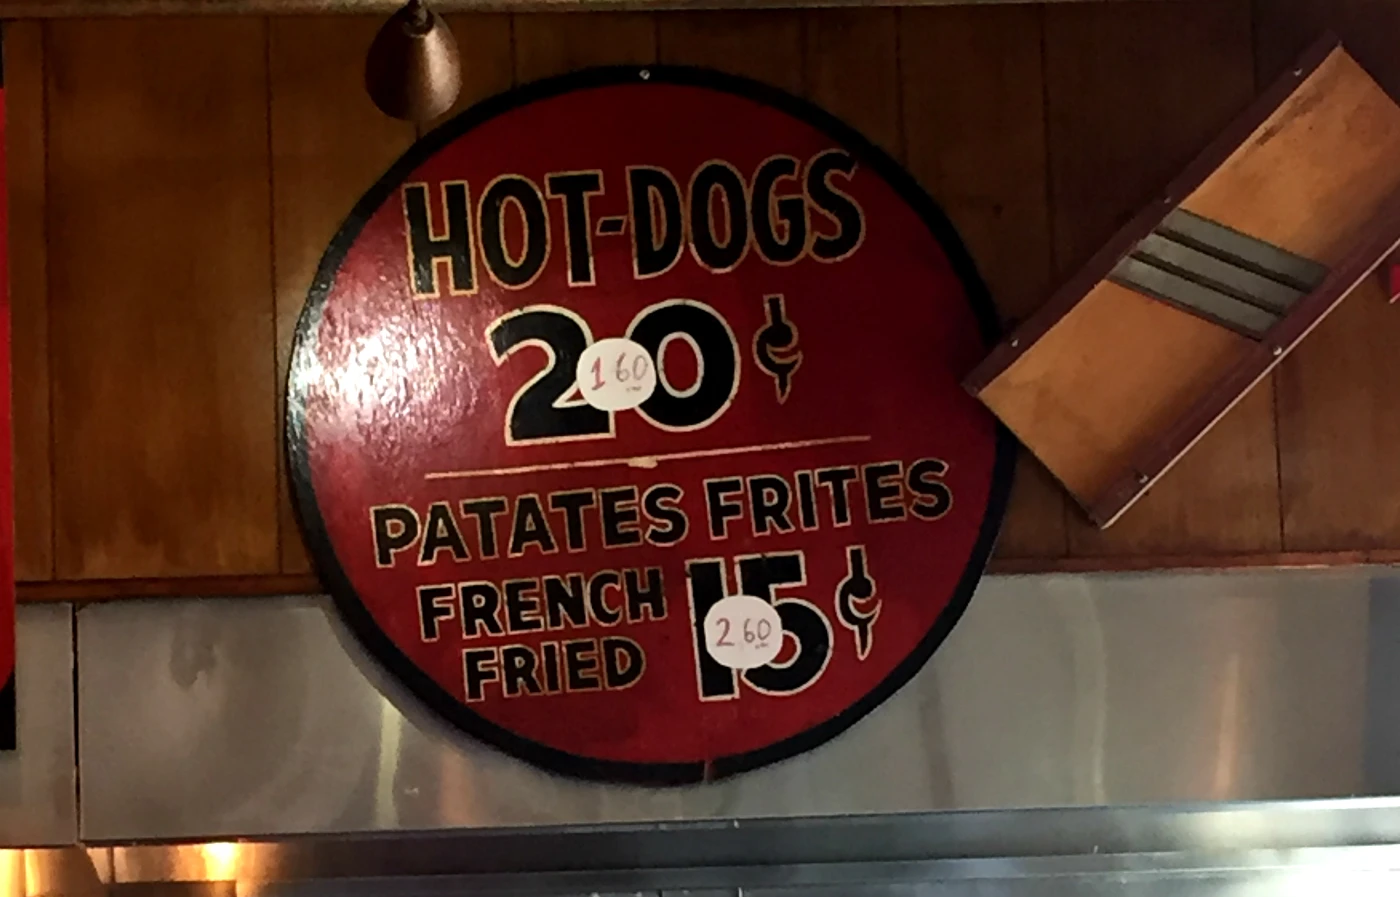 HOT-DOGS
20¢
1 60
PATATES FRITES
FRENCH FRIED
15¢
2 60